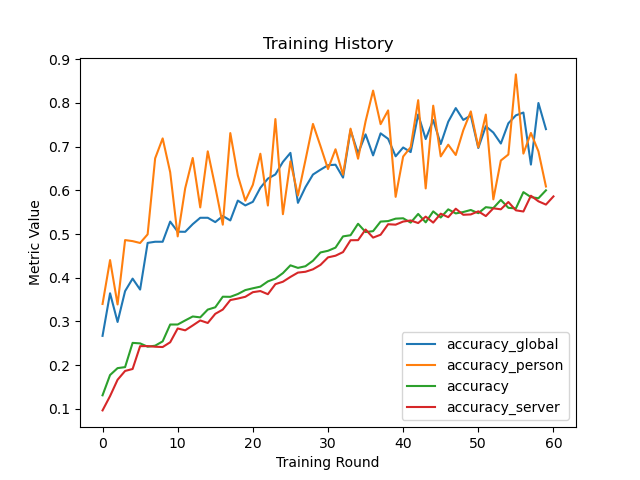 Training History
Metric Value
0.9
0.8
0.7
0.6
0.5
0.4
0.3
0.2
0.1
accuracy_global
accuracy_person
accuracy
accuracy_server
0 10 20 30 40 50 60
Training Round